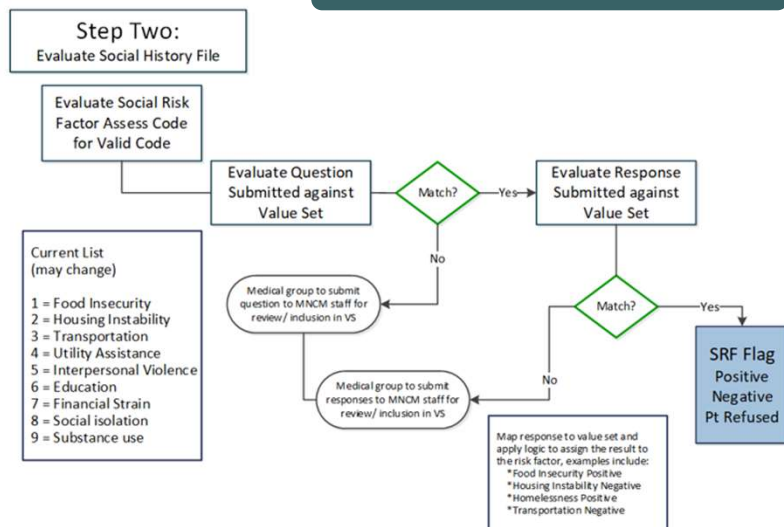 Step Two:
Evaluate Social History File
Evaluate Social Risk
Factor Assess Code
for Valid Code
Evaluate Question
Submitted against
Value Set
Match?
Yes
Evaluate Response
Submitted against
Value Set
No
Medical group to submit
question to MNCM staff for
review/ inclusion in VS
Match?
Yes
No
Medical group to submit
responses to MNCM staff for
review/ inclusion in VS
SRF Flag
Positive
Negative
Pt Refused
Current List
(may change)
1 = Food Insecurity
2 = Housing Instability
3 = Transportation
4 = Utility Assistance
5 = Interpersonal Violence
6 = Education
7 = Financial Strain
8 = Social isolation
9 = Substance use
Map response to value set and
apply logic to assign the result to
the risk factor, examples include:
*Food Insecurity Positive
*Housing Instability Negative
*Homelessness Positive
*Transportation Negative